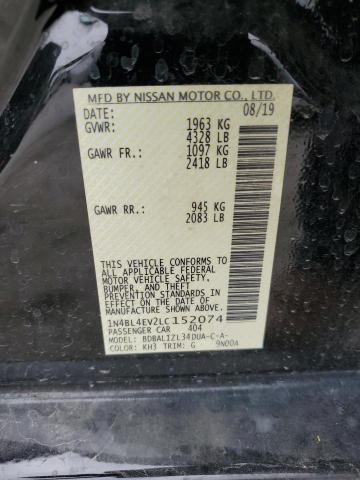 MFD BY NISSAN MOTOR CO., LTD.
DATE: 08/19
GVWR: 1963 KG
4328 LB
GAWR FR.: 1097 KG
2418 LB
GAWR RR.: 945 KG
2083 LB
THIS VEHICLE CONFORMS TO
ALL APPLICABLE FEDERAL
MOTOR VEHICLE SAFETY,
BUMPER, AND THEFT
PREVENTION STANDARDS
IN EFFECT ON THE DATE OF
MANUFACTURE SHOWN
ABOVE.
1N4BL4EV2LC152074
PASSENGER CAR 404
MODEL: BDBALIZL34DUA-C-A-
COLOR: KH3 TRIM: G 9N00A